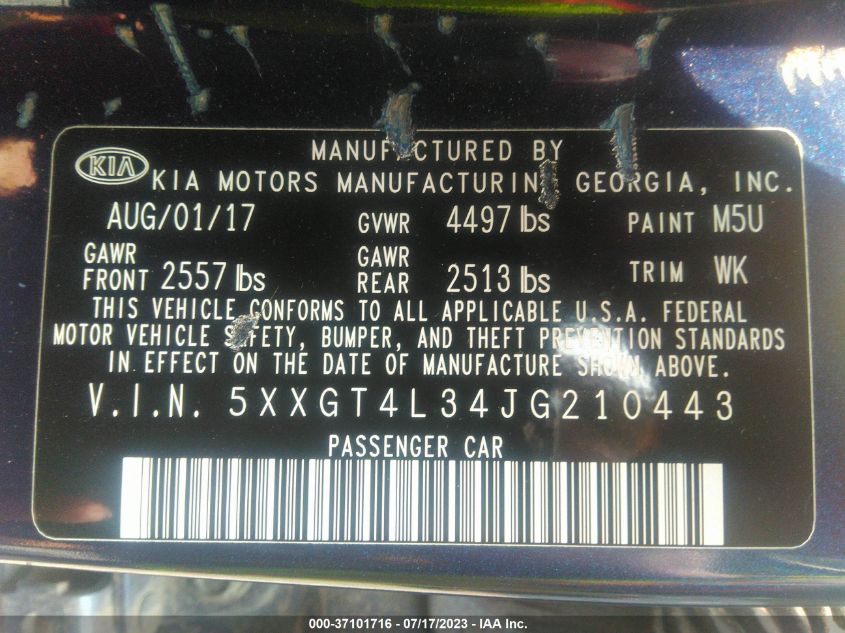 MANUFACTURED BY
KIA KIA MOTORS MANUFACTURING GEORGIA, INC.
AUG/01/17 GVWR 4497 lbs PAINT M5U
GAWR FRONT 2557 lbs GAWR REAR 2513 lbs TRIM WK
THIS VEHICLE CONFORMS TO ALL APPLICABLE U.S.A. FEDERAL
MOTOR VEHICLE SAFETY, BUMPER, AND THEFT PREVENTION STANDARDS
IN EFFECT ON THE DATE OF MANUFACTURE SHOWN ABOVE.
V.I.N. 5XXGT4L34JG210443
PASSENGER CAR
000-37101716 - 07/17/2023 - IAA Inc.